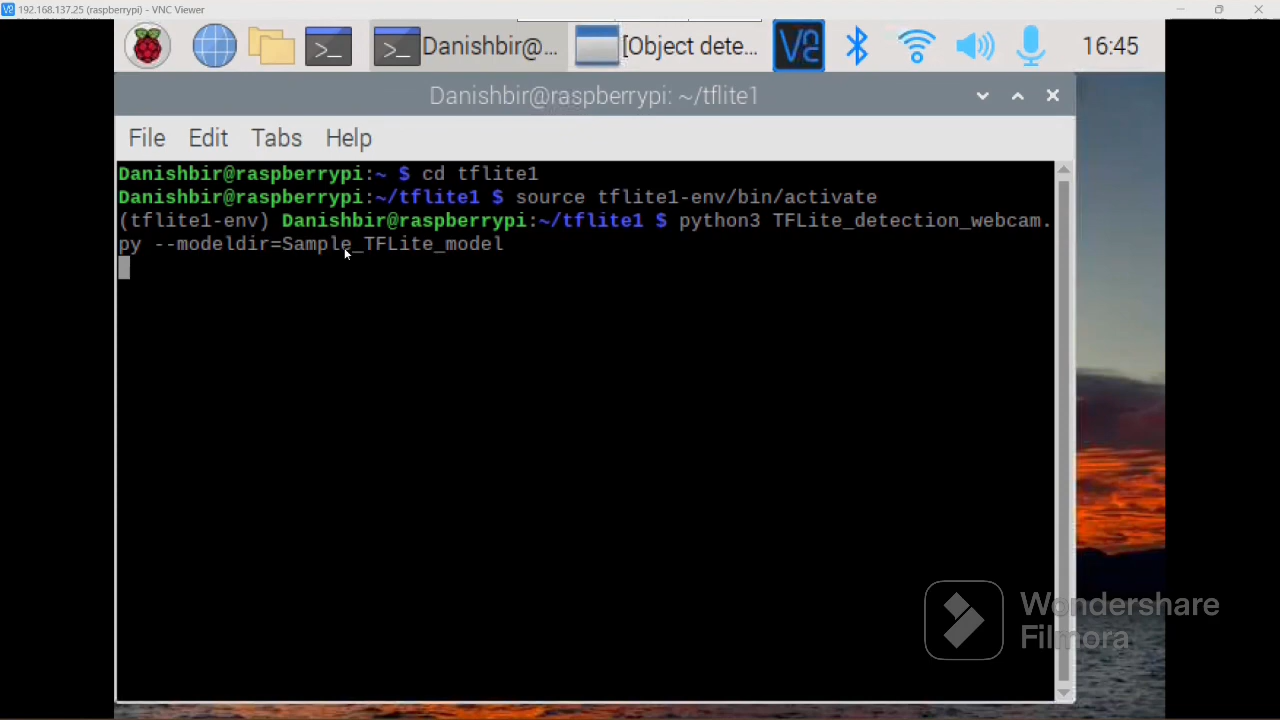 192.168.137.25 (raspberrypi) - VNC Viewer
Danishbir@... [Object dete... 16:45
Danishbir@raspberrypi: ~/tflite1
File Edit Tabs Help
Danishbir@raspberrypi:~ $ cd tflite1
Danishbir@raspberrypi:~/tflite1 $ source tflite1-env/bin/activate
(tflite1-env) Danishbir@raspberrypi:~/tflite1 $ python3 TFLite_detection_webcam.
py --modeldir=Sample_TFLite_model
Wondershare
Filmora